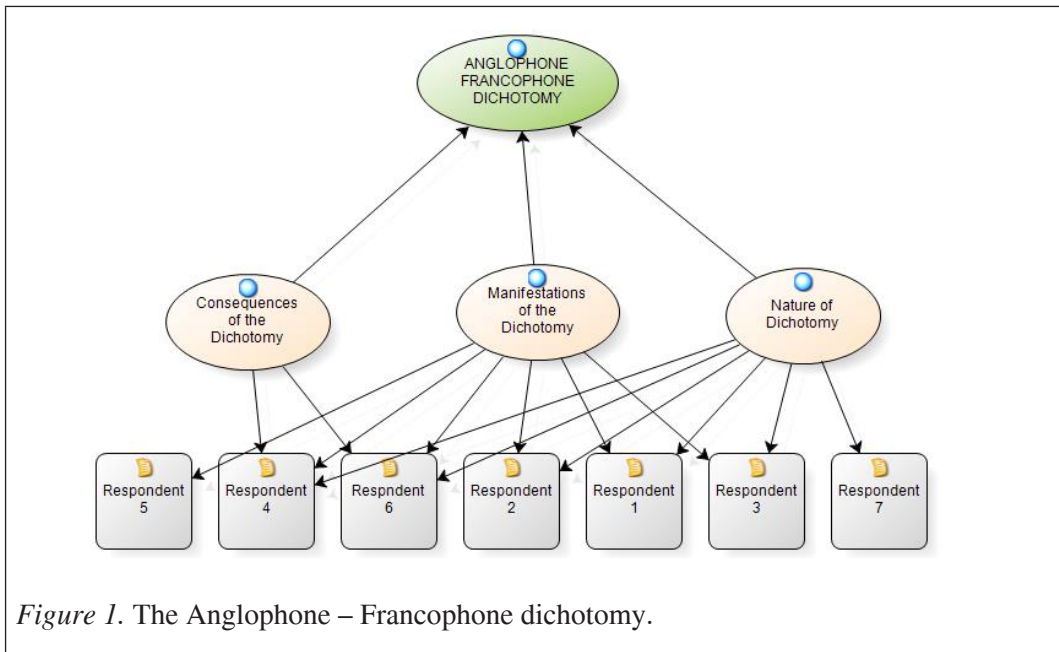 ANGLOPHONE
FRANCOPHONE
DICHOTOMY
Consequences
of the
Dichotomy
Manifestations
of the
Dichotomy
Nature of
Dichotomy
Respondent
5
Respondent
4
Respndent
6
Respondent
2
Respondent
1
Respondent
3
Respondent
7
Figure 1. The Anglophone – Francophone dichotomy.